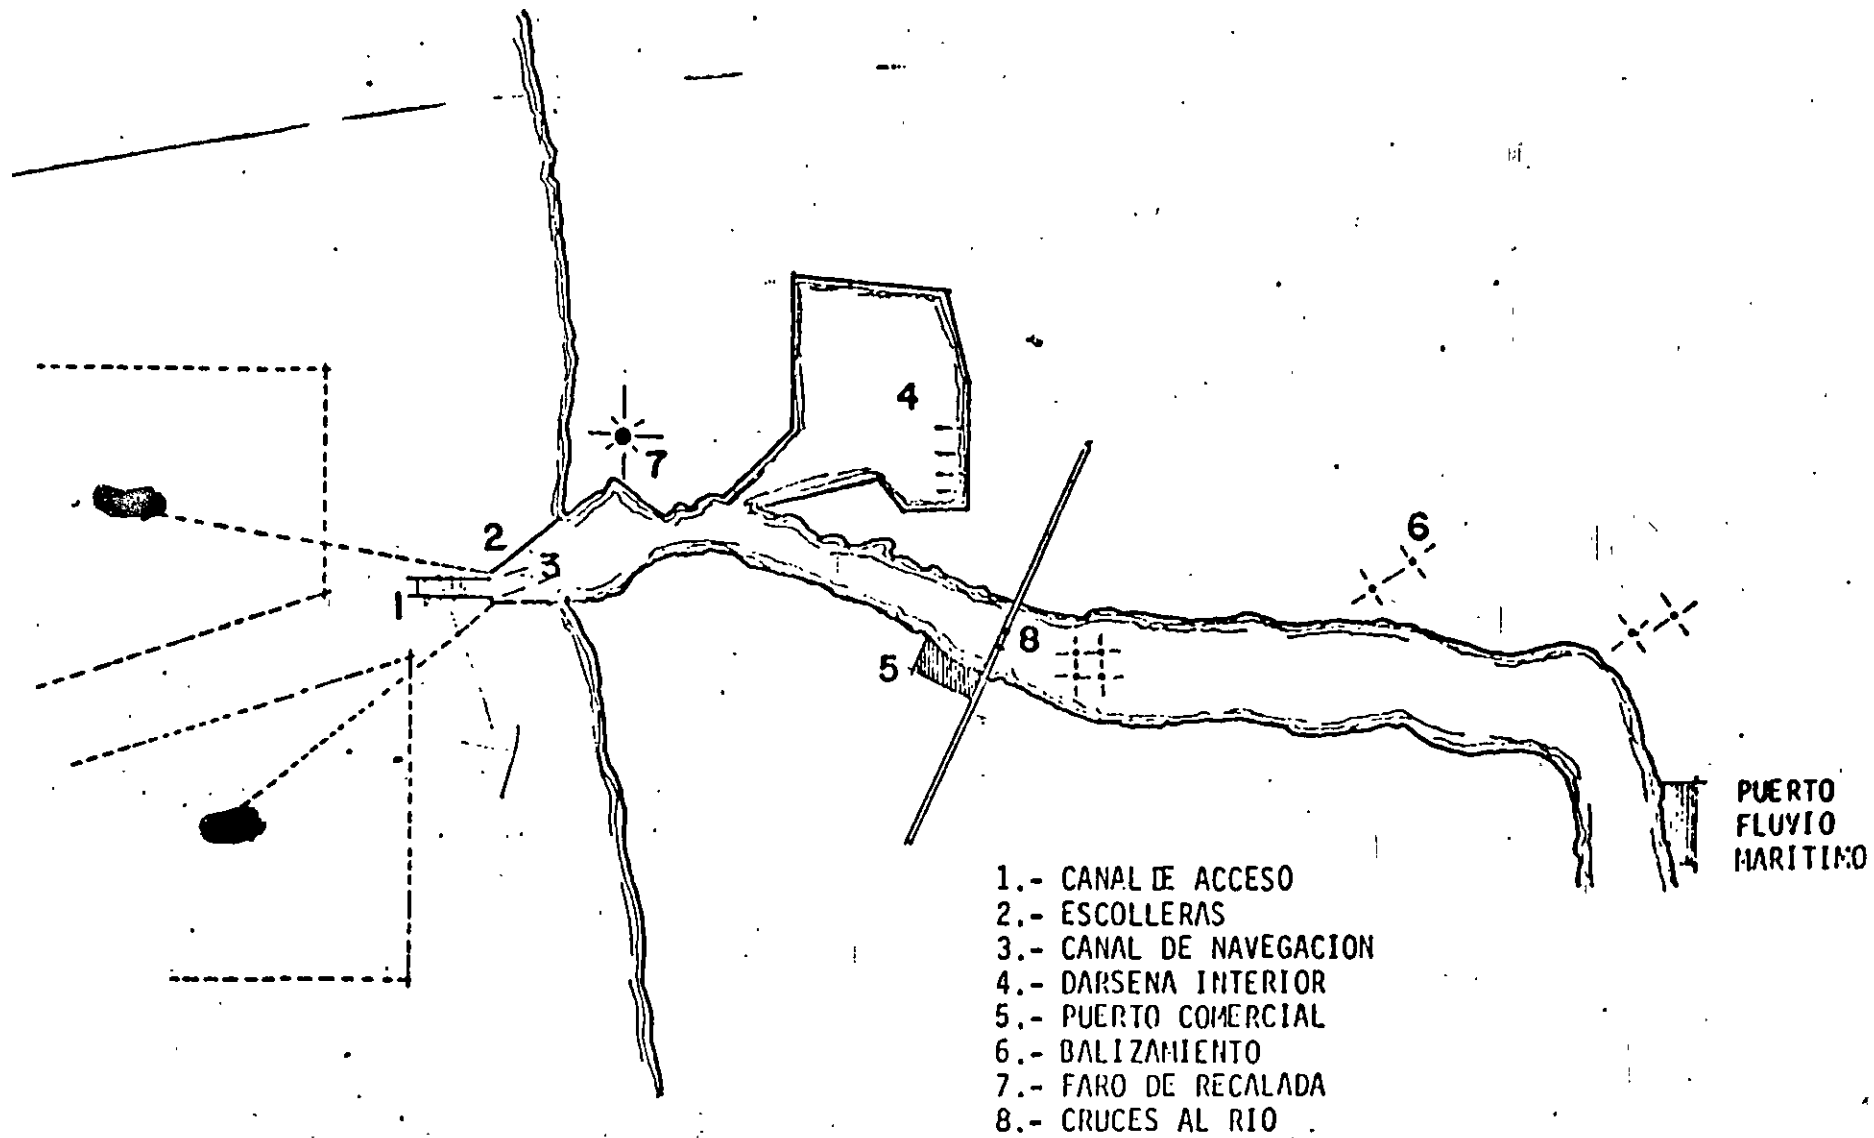 4
7
2
3
6
1
8
5
PUERTO
FLUVIO
MARITIMO
1.- CANAL DE ACCESO
2.- ESCOLLERAS
3.- CANAL DE NAVEGACION
4.- DARSENA INTERIOR
5.- PUERTO COMERCIAL
6.- BALIZAMIENTO
7.- FARO DE RECALADA
8.- CRUCES AL RIO